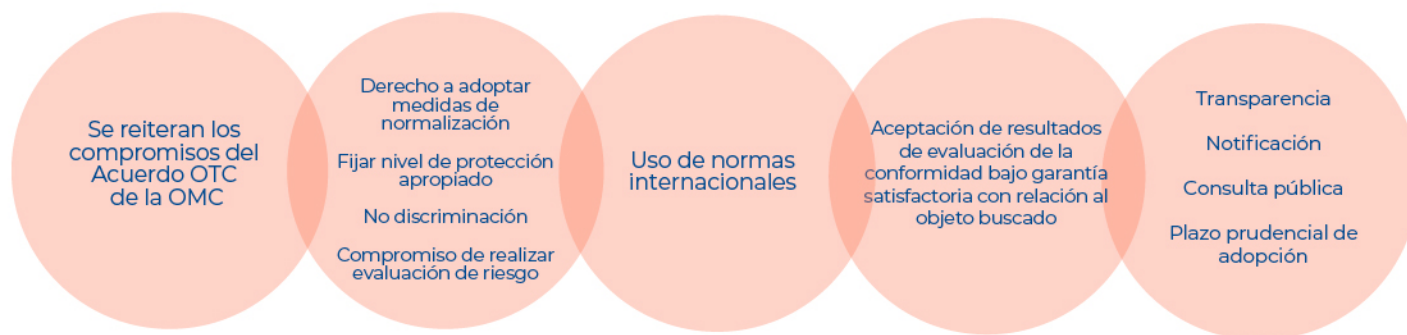 Se reiteran los
compromisos del
Acuerdo OTC
de la OMC
Derecho a adoptar
medidas de
normalización
Fijar nivel de protección
apropiado
No discriminación
Compromiso de realizar
evaluación de riesgo
Uso de normas
internacionales
Aceptación de resultados
de evaluación de la
conformidad bajo garantía
satisfactoria con relación al
objeto buscado
Transparencia
Notificación
Consulta pública
Plazo prudencial de
adopción